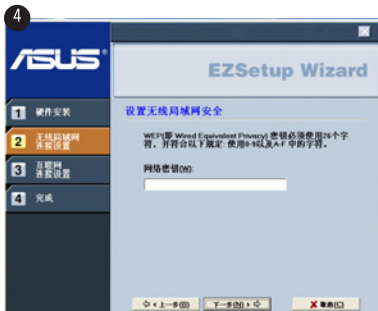 4
ASUS
EZSetup Wizard
1 硬件安装
2 无线局域网
连接设置
3 互联网
连接设置
4 完成
设置无线局域网安全
WEP(即 Wired Equivalent Privacy) 密钥必须使用26个字
符，并符合以下规定: 使用0-9以及A-F 中的字符。
网络密钥(W):
< 上一步(B)
下一步(N) >
取消(C)